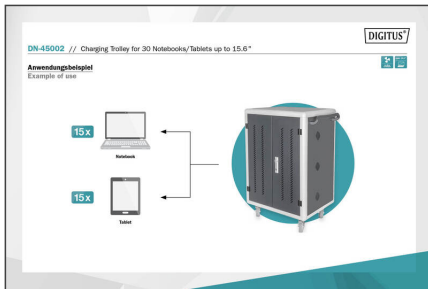 DIGITUS®
DN-45002 // Charging Trolley for 30 Notebooks/Tablets up to 15.6"
Anwendungsbeispiel
Example of use
15x
Notebook
15x
Tablet